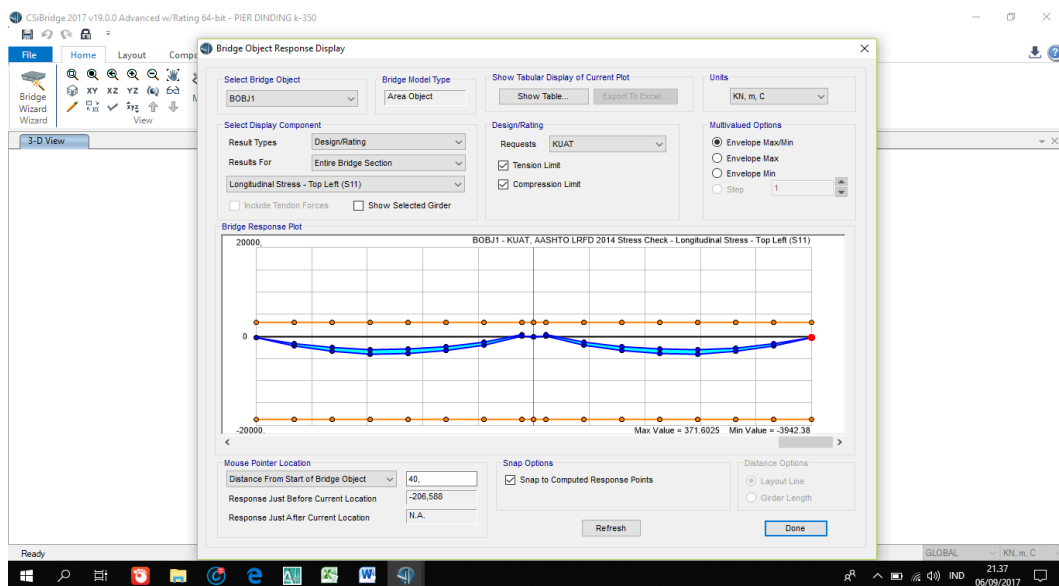 CSiBridge 2017 v19.0.0 Advanced w/Rating 64-bit - PIER DINDING k-350
File Home Layout Compo
Bridge Wizard
XY XZ YZ
Wizard View
3-D View
Bridge Object Response Display
Select Bridge Object
BOBJ1
Bridge Model Type
Area Object
Show Tabular Display of Current Plot
Show Table... Export To Excel...
Units
KN, m, C
Select Display Component
Result Types Design/Rating
Results For Entire Bridge Section
Longitudinal Stress - Top Left (S11)
Include Tendon Forces Show Selected Girder
Design/Rating
Requests KUAT
Tension Limit
Compression Limit
Multivalued Options
Envelope Max/Min
Envelope Max
Envelope Min
Step 1
Bridge Response Plot
20000,
BOBJ1 - KUAT, AASHTO LRFD 2014 Stress Check - Longitudinal Stress - Top Left (S11)
0
-20000,
Max Value = 371.6025 Min Value = -3942.38
Mouse Pointer Location
Distance From Start of Bridge Object 40,
Response Just Before Current Location -206,588
Response Just After Current Location N.A.
Snap Options
Snap to Computed Response Points
Distance Options
Layout Line
Girder Length
Refresh Done
Ready GLOBAL KN, m, C
IND 21.37
06/09/2017